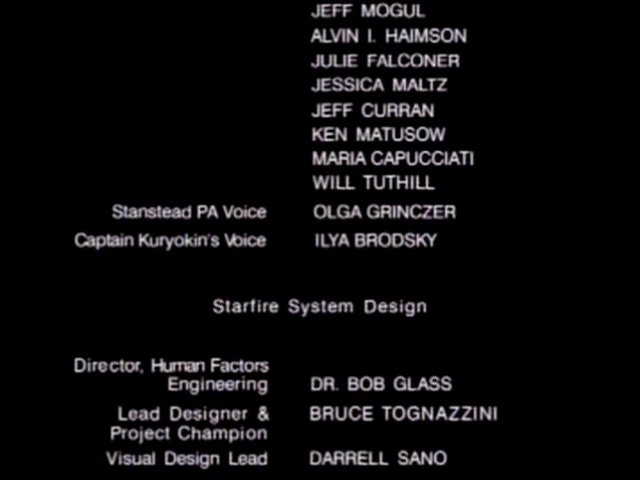 JEFF MOGUL
ALVIN I. HAIMSON
JULIE FALCONER
JESSICA MALTZ
JEFF CURRAN
KEN MATUSOW
MARIA CAPUCCIATI
WILL TUTHILL
Stanstead PA Voice OLGA GRINCZER
Captain Kuryokin's Voice ILYA BRODSKY
Starfire System Design
Director, Human Factors
Engineering DR. BOB GLASS
Lead Designer & BRUCE TOGNAZZINI
Project Champion
Visual Design Lead DARRELL SANO